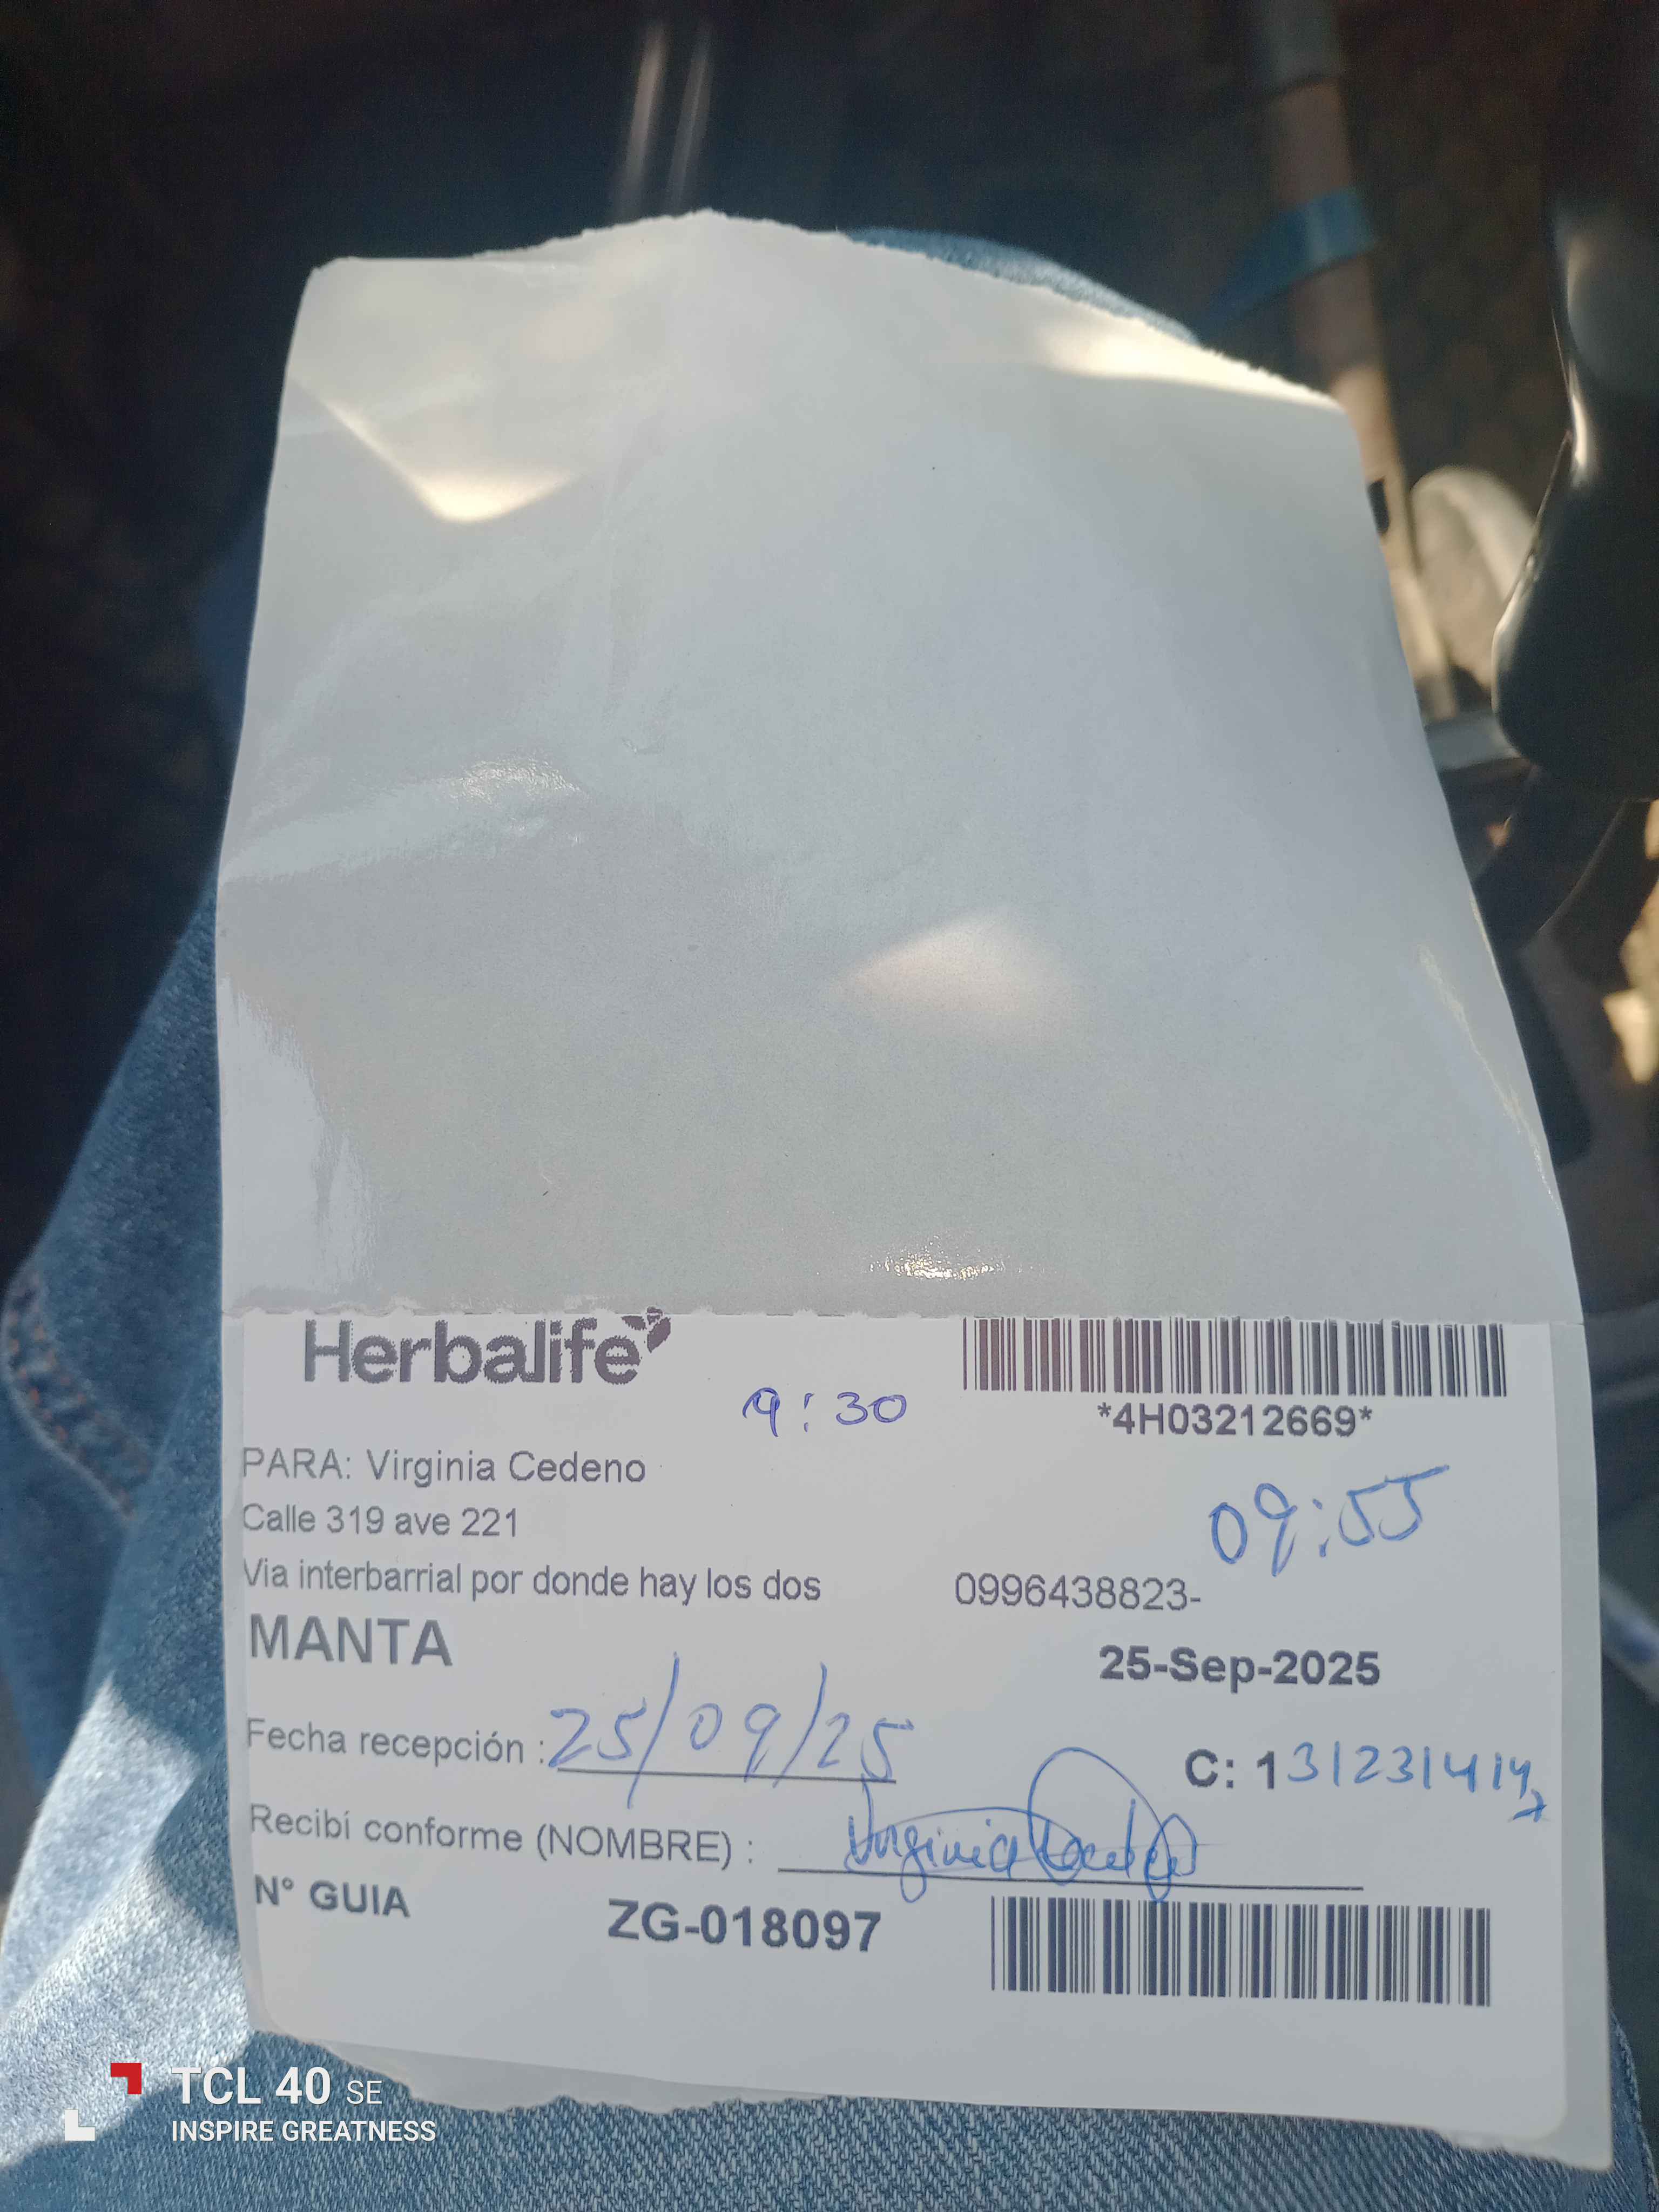 Herbalife
9:30
*4H03212669*
PARA: Virginia Cedeno
09:55
Calle 319 ave 221
Via interbarrial por donde hay los dos
0996438823-
MANTA
25-Sep-2025
Fecha recepción : 25/09/25
C: 1312314147
Recibí conforme (NOMBRE) : Virginia
N° GUIA
ZG-018097
TCL 40 SE
INSPIRE GREATNESS